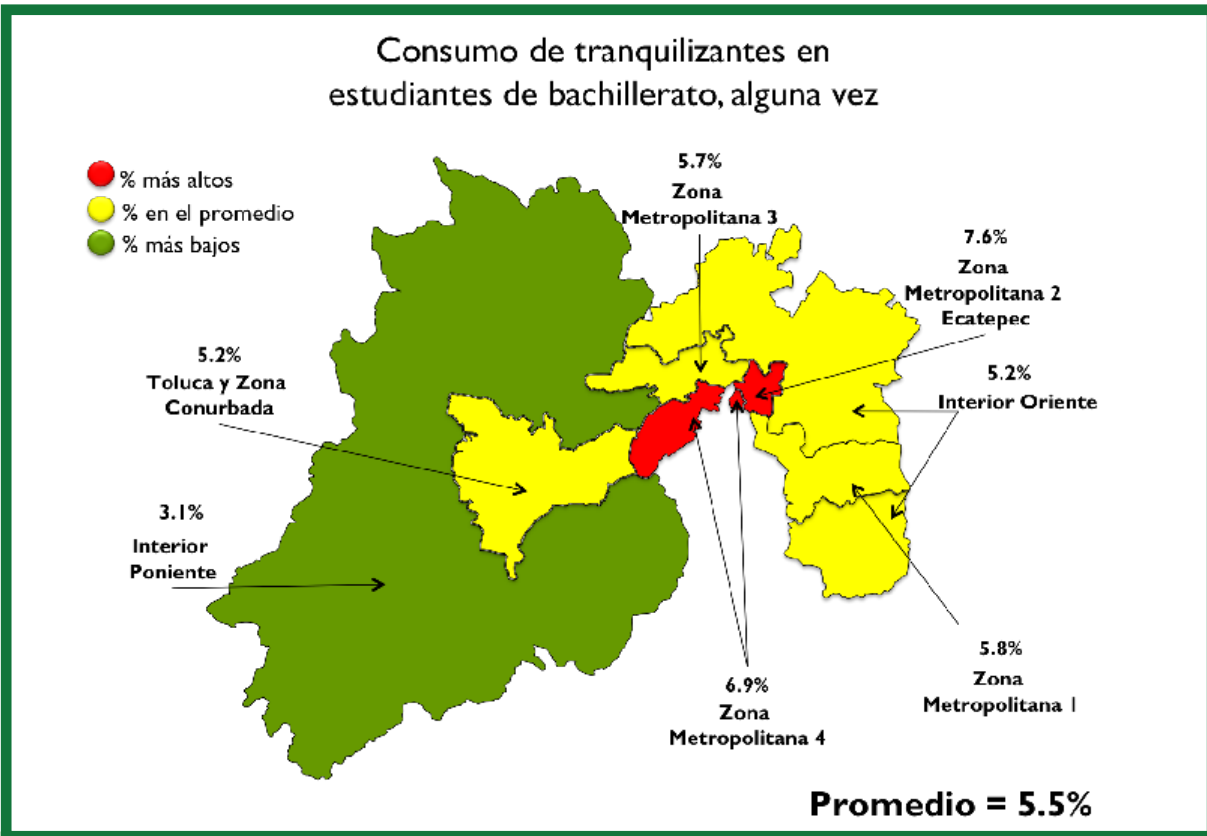 Consumo de tranquilizantes en
estudiantes de bachillerato, alguna vez
% más altos
% en el promedio
% más bajos
5.7%
Zona
Metropolitana 3
7.6%
Zona
Metropolitana 2
Ecatepec
5.2%
Toluca y Zona
Conurbada
5.2%
Interior Oriente
3.1%
Interior
Poniente
5.8%
Zona
Metropolitana 1
6.9%
Zona
Metropolitana 4
Promedio = 5.5%